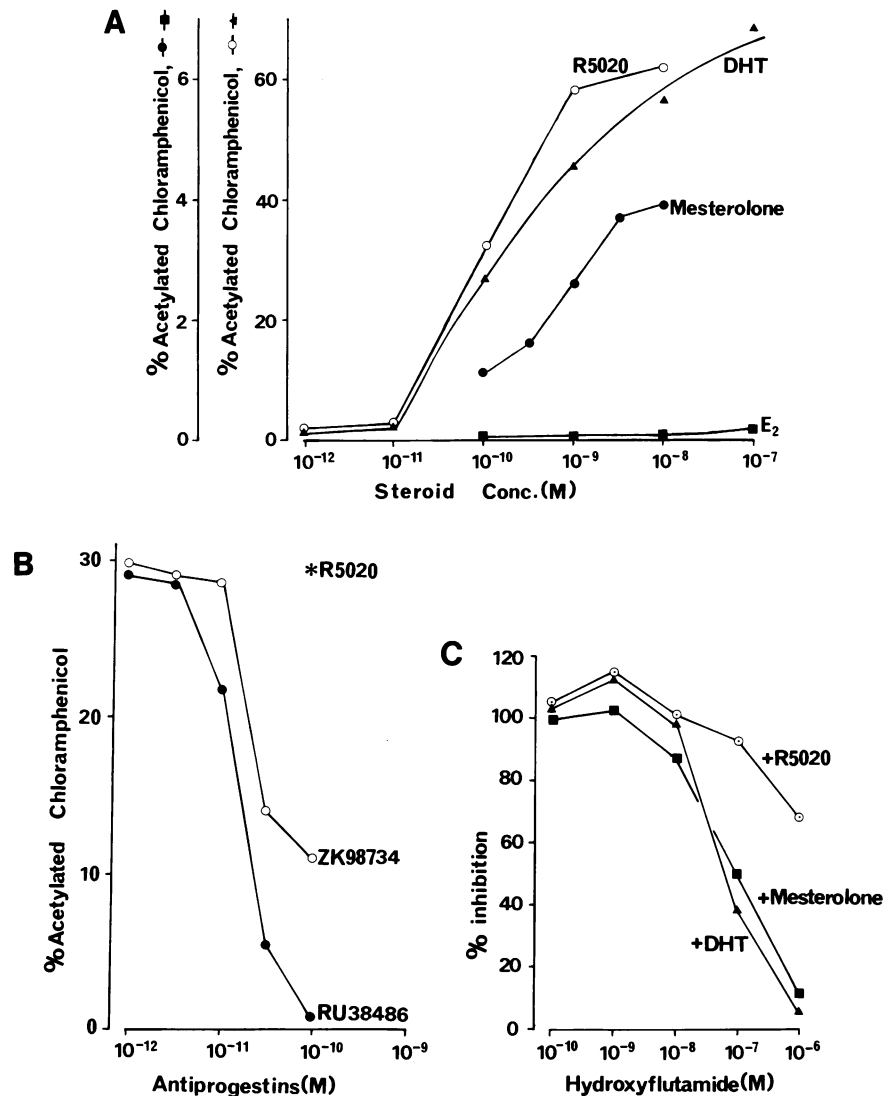 A
% Acetylated Chloramphenicol,
% Acetylated Chloramphenicol,
6
4
2
0
60
40
20
0
R5020
DHT
Mesterolone
E₂
10⁻¹² 10⁻¹¹ 10⁻¹⁰ 10⁻⁹ 10⁻⁸ 10⁻⁷
Steroid Conc.(M)
B
% Acetylated Chloramphenicol
30
20
10
0
*R5020
ZK98734
RU38486
10⁻¹² 10⁻¹¹ 10⁻¹⁰ 10⁻⁹
Antiprogestins(M)
C
% inhibition
120
100
80
60
40
20
0
+R5020
+Mesterolone
+DHT
10⁻¹⁰ 10⁻⁹ 10⁻⁸ 10⁻⁷ 10⁻⁶
Hydroxyflutamide(M)